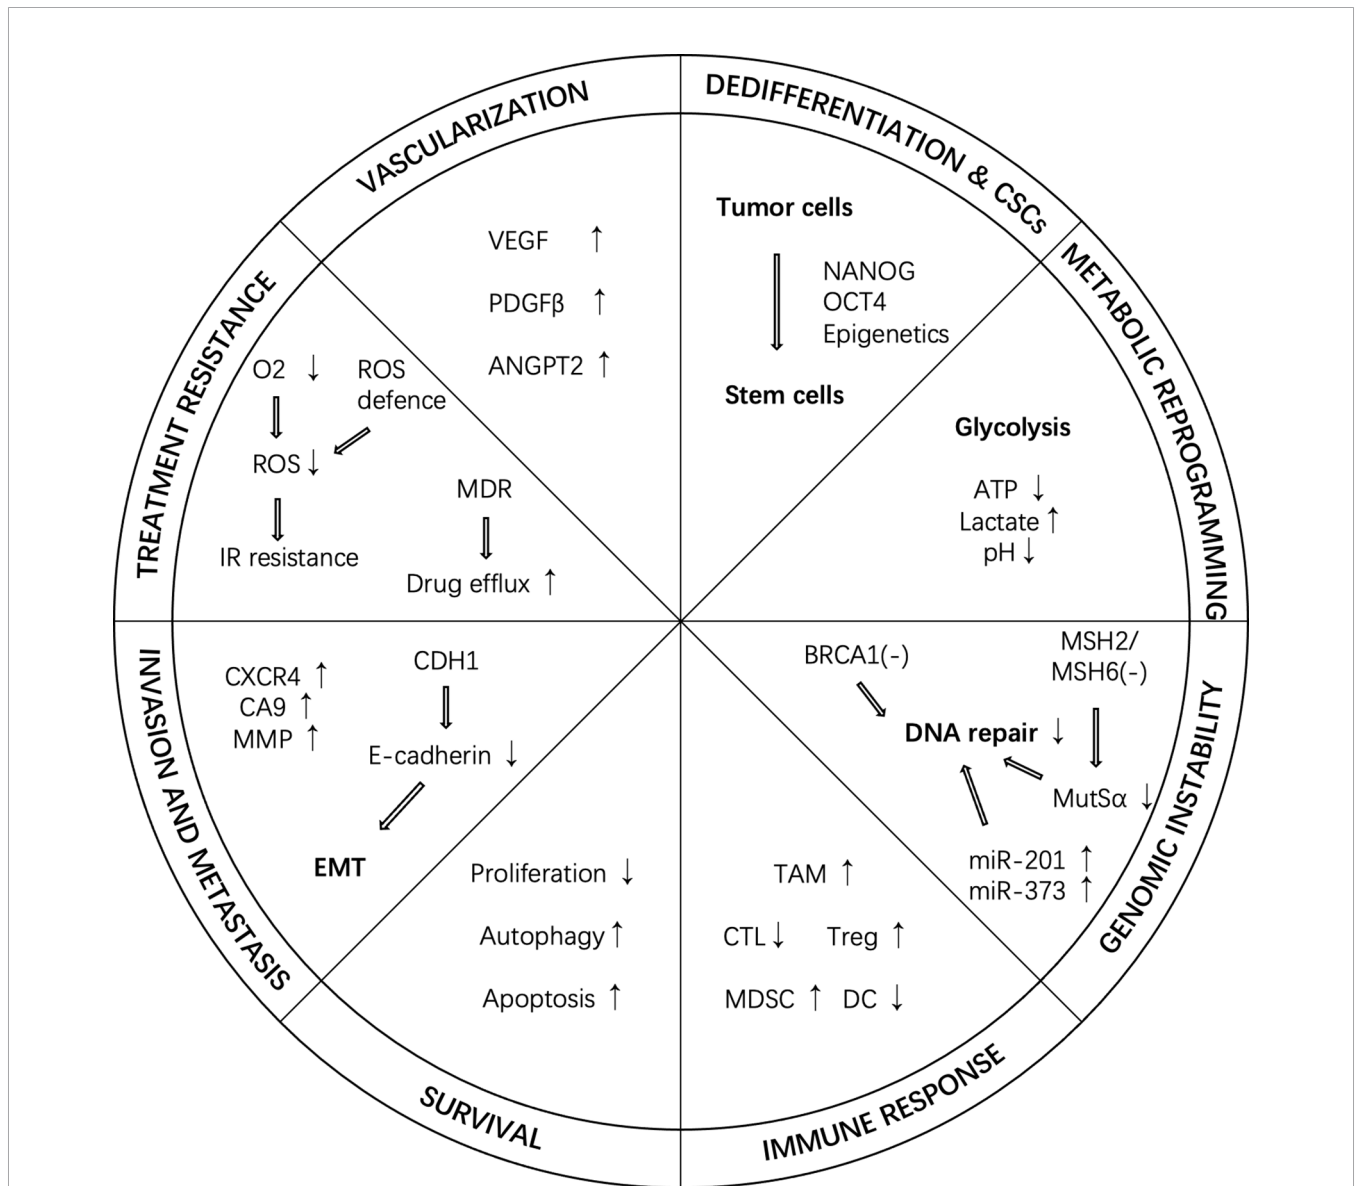 VASCULARIZATION
VEGF ↑
PDGFβ ↑
ANGPT2 ↑
DEDIFFERENTIATION & CSCs
Tumor cells
NANOG
OCT4
Epigenetics
Stem cells
METABOLIC REPROGRAMMING
Glycolysis
ATP ↓
Lactate ↑
pH ↓
GENOMIC INSTABILITY
BRCA1(-)
MSH2/
MSH6(-)
DNA repair ↓
MutSα ↓
miR-201 ↑
miR-373 ↑
IMMUNE RESPONSE
TAM ↑
CTL ↓ Treg ↑
MDSC ↑ DC ↓
SURVIVAL
Proliferation ↓
Autophagy ↑
Apoptosis ↑
INVASION AND METASTASIS
CXCR4 ↑
CA9 ↑
MMP ↑
CDH1
E-cadherin ↓
EMT
TREATMENT RESISTANCE
O2 ↓
ROS
defence
ROS ↓
IR resistance
MDR
Drug efflux ↑